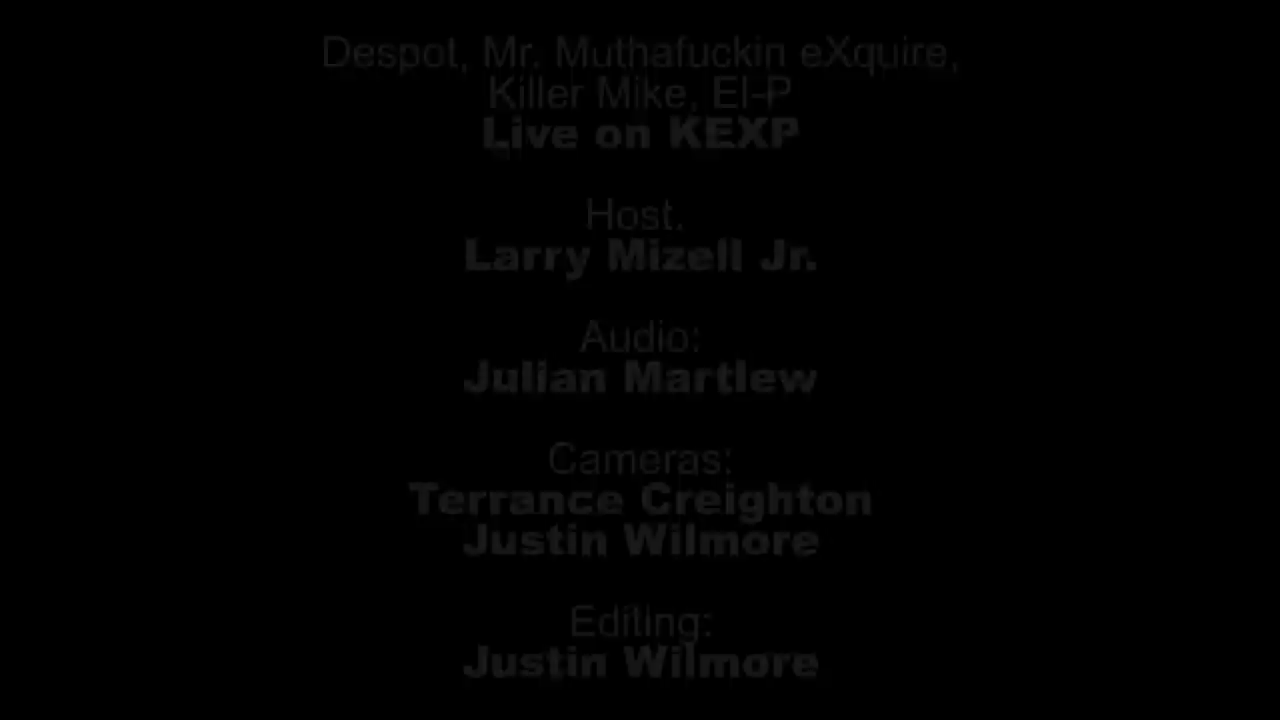 Despot, Mr. Muthafuckin eXquire,
Killer Mike, El-P
Live on KEXP
Host.
Larry Mizell Jr.
Audio:
Julian Martlew
Cameras:
Terrance Creighton
Justin Wilmore
Editing:
Justin Wilmore